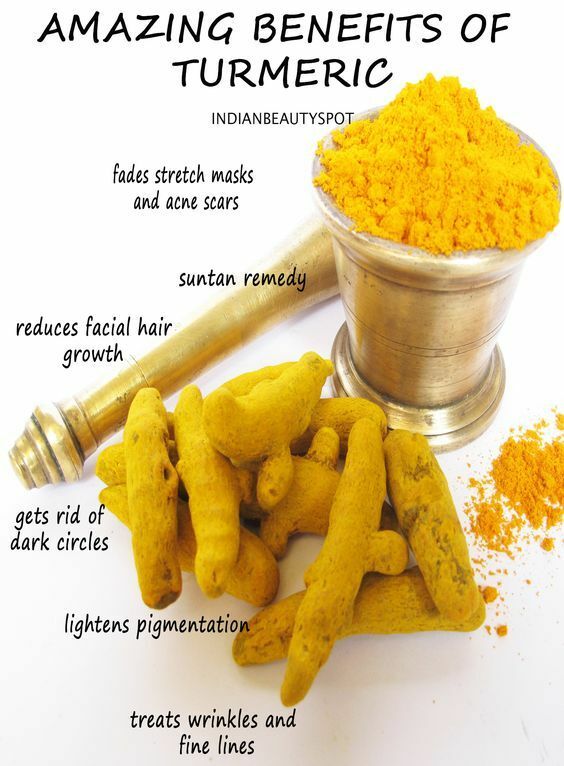 AMAZING BENEFITS OF
TURMERIC
INDIANBEAUTYSPOT
fades stretch masks
and acne scars
suntan remedy
reduces facial hair
growth
gets rid of
dark circles
lightens pigmentation
treats wrinkles and
fine lines